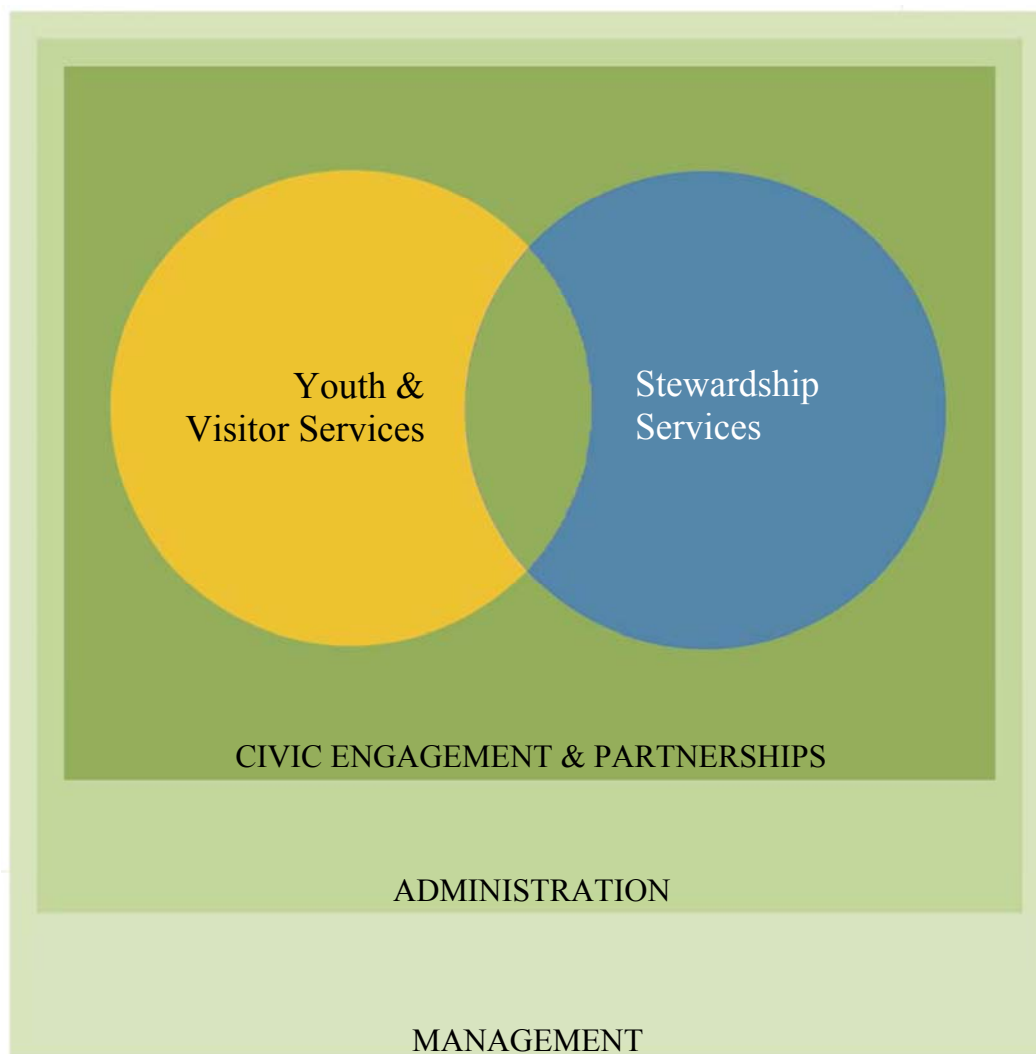 Youth &
Visitor Services
Stewardship
Services
CIVIC ENGAGEMENT & PARTNERSHIPS
ADMINISTRATION
MANAGEMENT